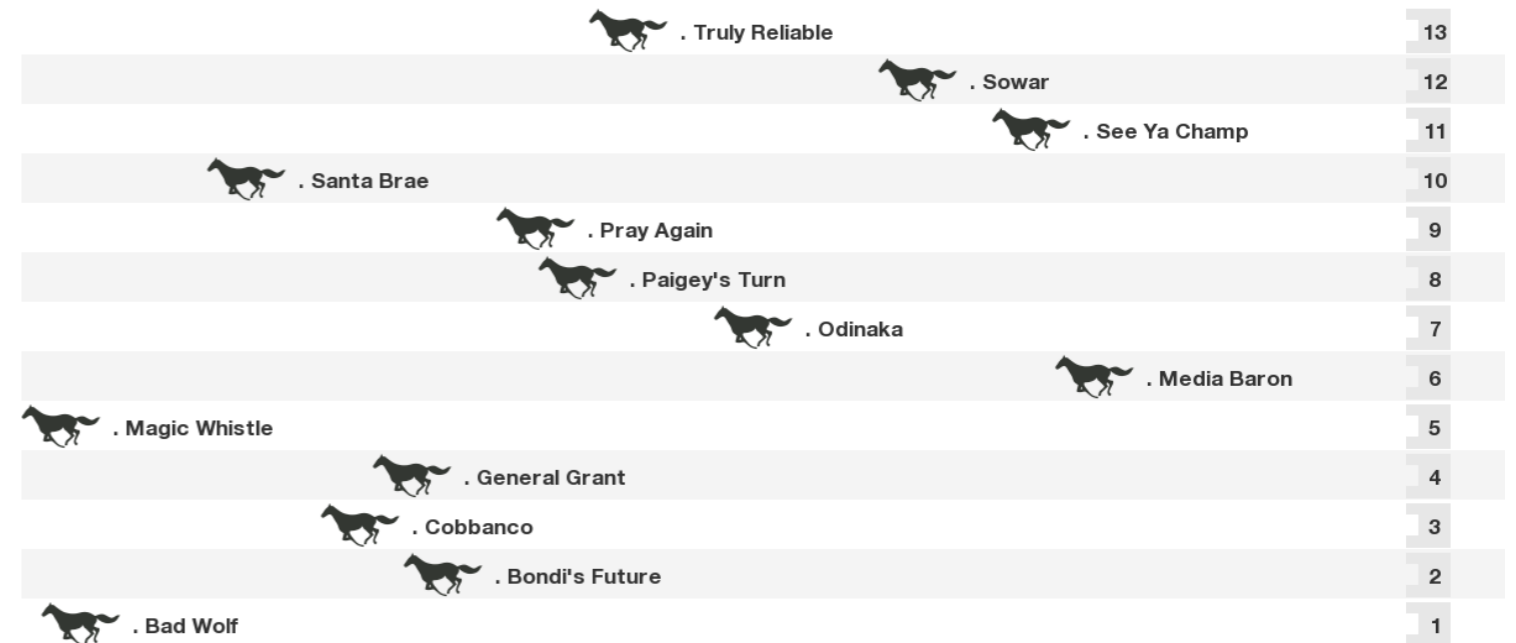 . Truly Reliable 13
. Sowar 12
. See Ya Champ 11
. Santa Brae 10
. Pray Again 9
. Paigey's Turn 8
. Odinaka 7
. Media Baron 6
. Magic Whistle 5
. General Grant 4
. Cobbanco 3
. Bondi's Future 2
. Bad Wolf 1